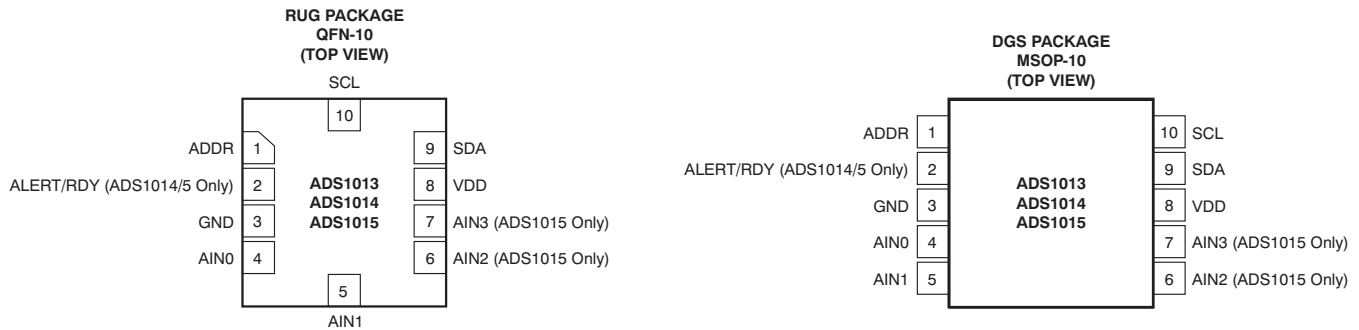 RUG PACKAGE
QFN-10
(TOP VIEW)
SCL
10
ADDR 1
9 SDA
ALERT/RDY (ADS1014/5 Only) 2
8 VDD
GND 3
7 AIN3 (ADS1015 Only)
AIN0 4
6 AIN2 (ADS1015 Only)
ADS1013
ADS1014
ADS1015
5
AIN1
DGS PACKAGE
MSOP-10
(TOP VIEW)
ADDR 1
10 SCL
ALERT/RDY (ADS1014/5 Only) 2
9 SDA
GND 3
8 VDD
AIN0 4
7 AIN3 (ADS1015 Only)
AIN1 5
6 AIN2 (ADS1015 Only)
ADS1013
ADS1014
ADS1015